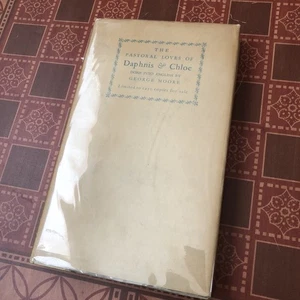 THE
PASTORAL LOVES OF
Daphnis & Chloe
DONE INTO ENGLISH BY
GEORGE MOORE